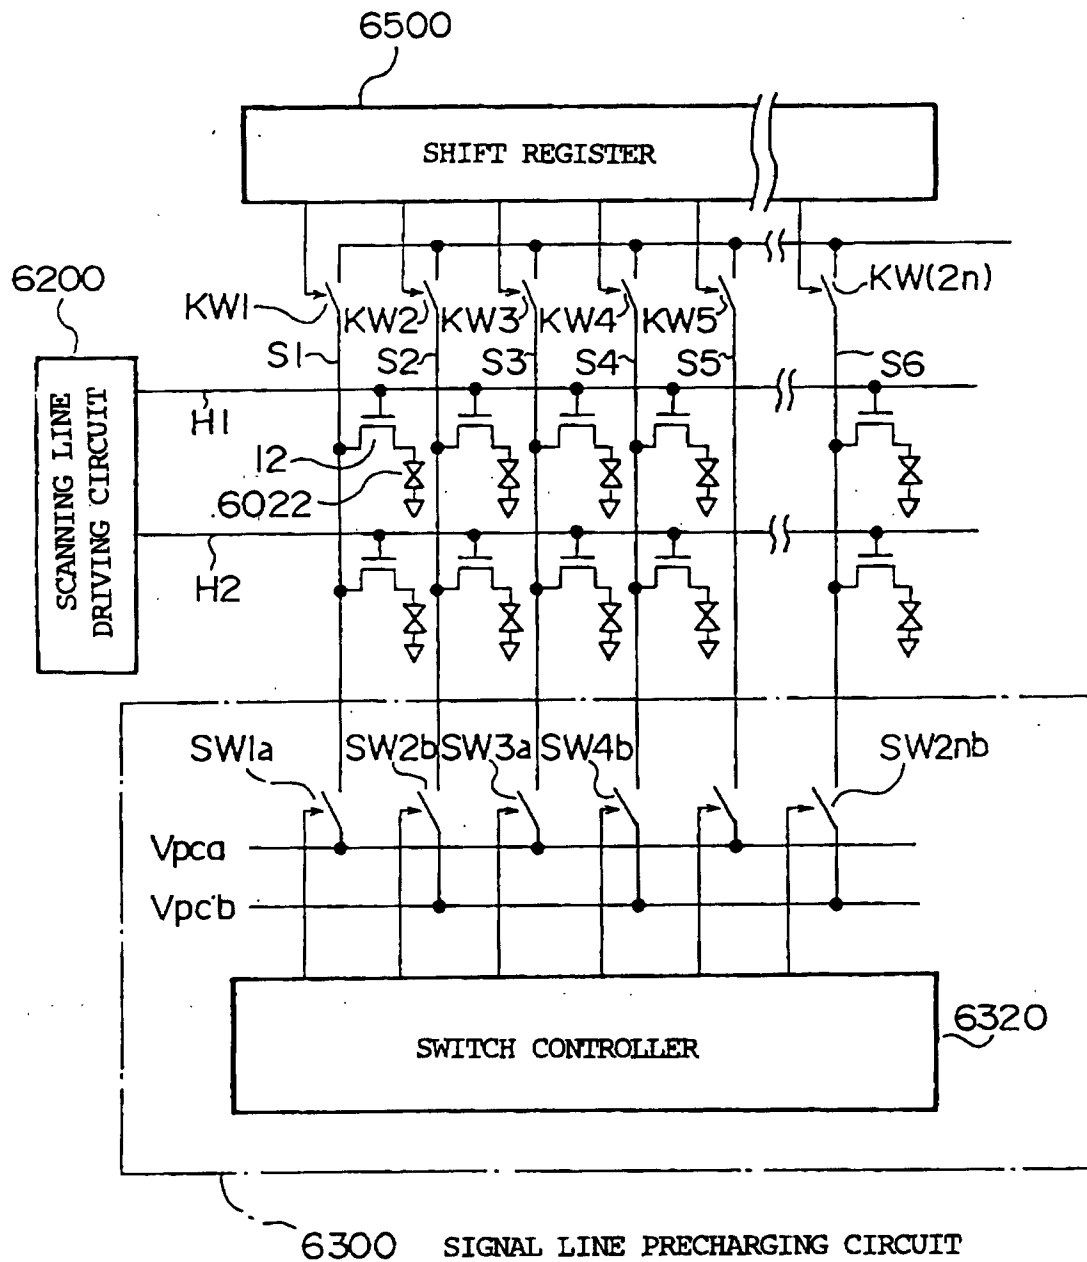 6500
SHIFT REGISTER
6200
KW1
KW2
KW3
KW4
KW5
KW(2n)
S1
S2
S3
S4
S5
S6
H1
12
6022
SCANNING LINE
DRIVING CIRCUIT
H2
SW1a
SW2b
SW3a
SW4b
SW2nb
Vpca
Vpcb
SWITCH CONTROLLER
6320
6300 SIGNAL LINE PRECHARGING CIRCUIT